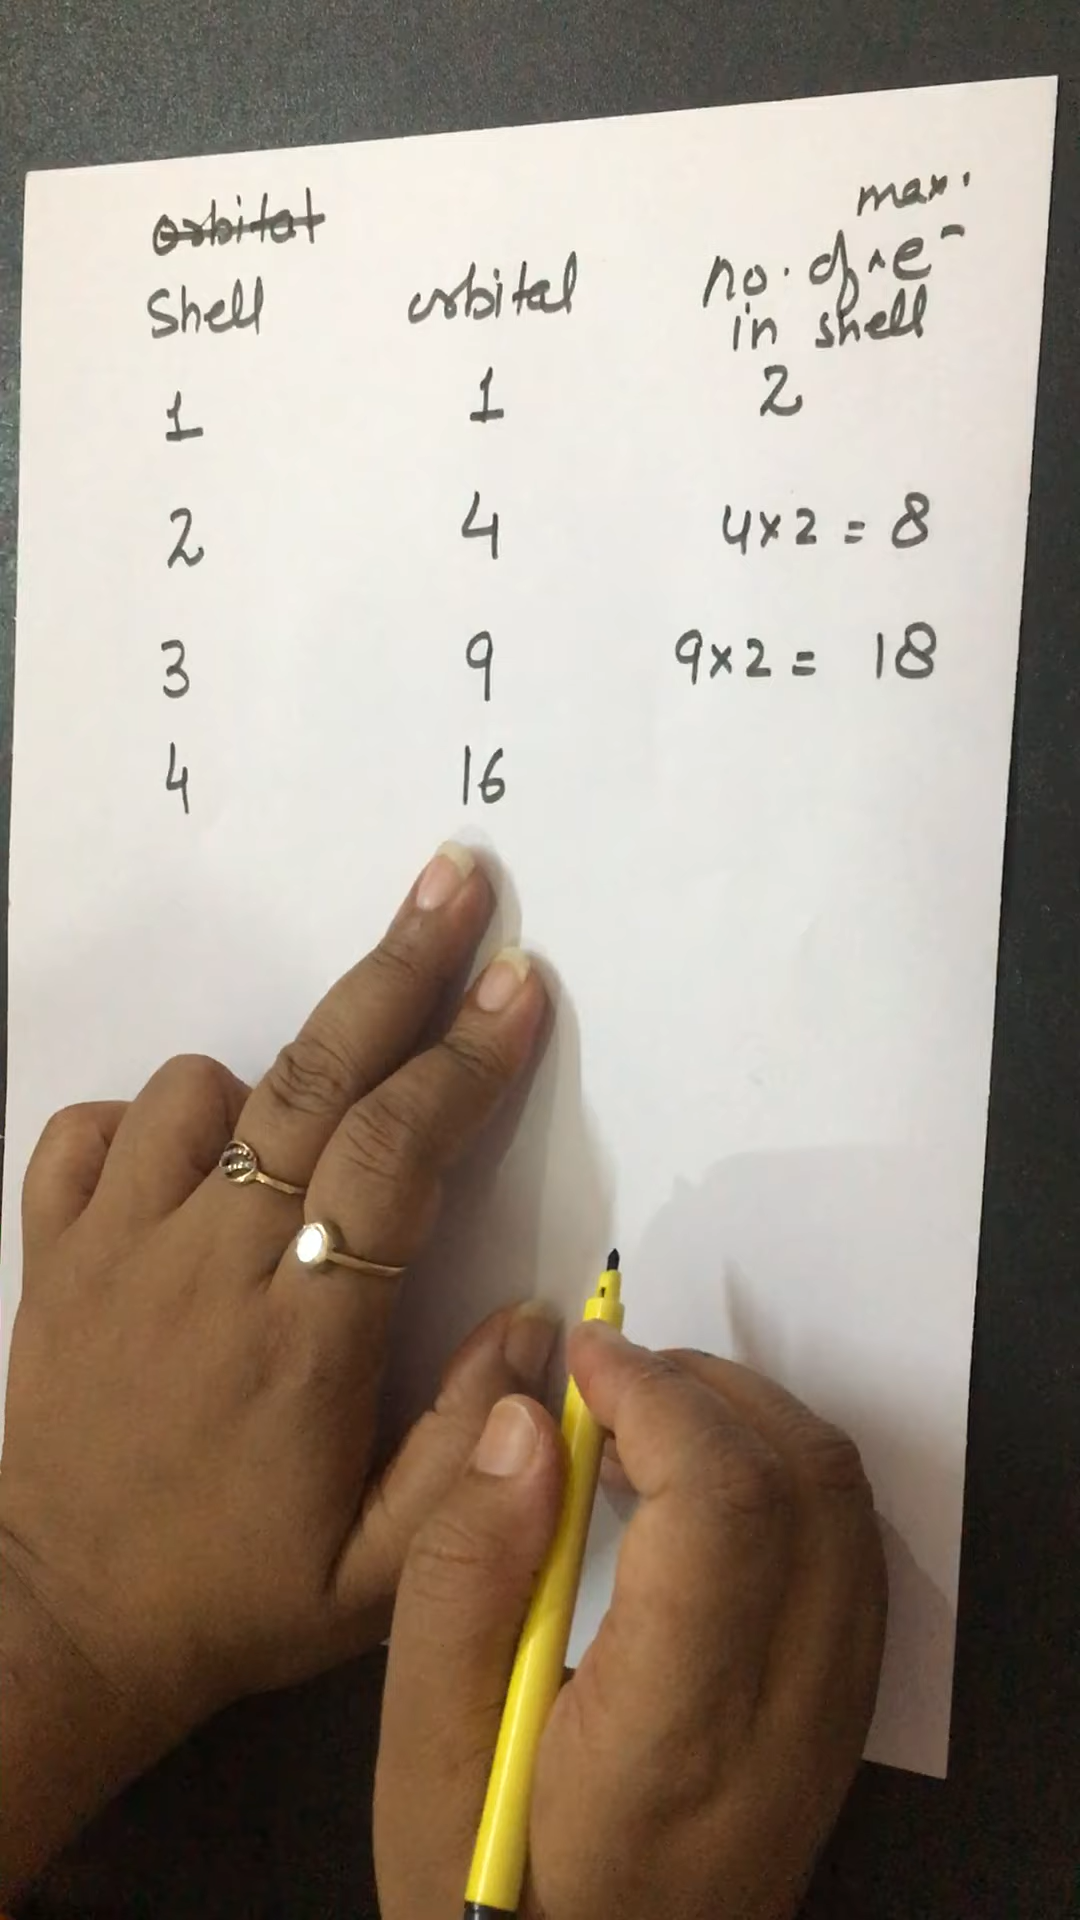 orbital
max.
Shell orbital no. of ^ e⁻
in shell
1 1 2
2 4 4×2 = 8
3 9 9×2 = 18
4 16